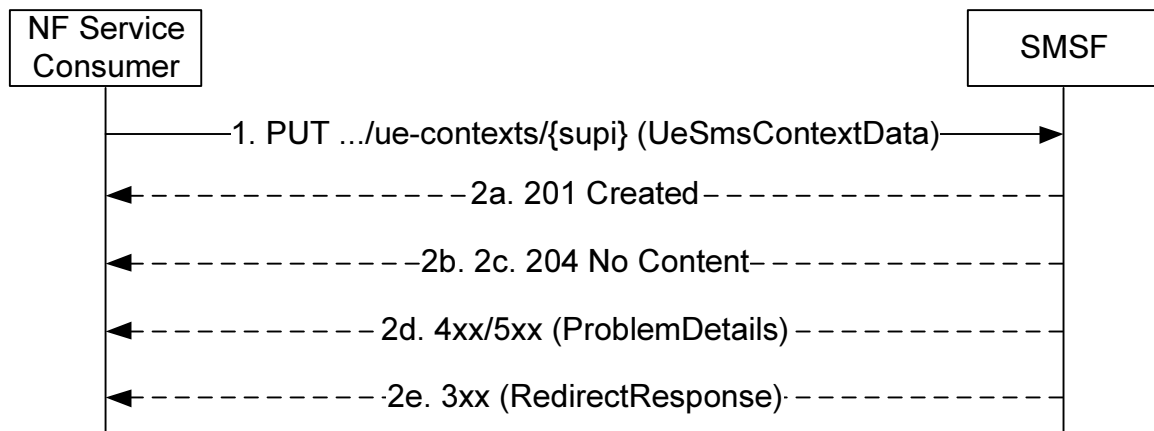 NF Service
Consumer
SMSF
1. PUT .../ue-contexts/{supi} (UeSmsContextData)
2a. 201 Created
2b. 2c. 204 No Content
2d. 4xx/5xx (ProblemDetails)
2e. 3xx (RedirectResponse)